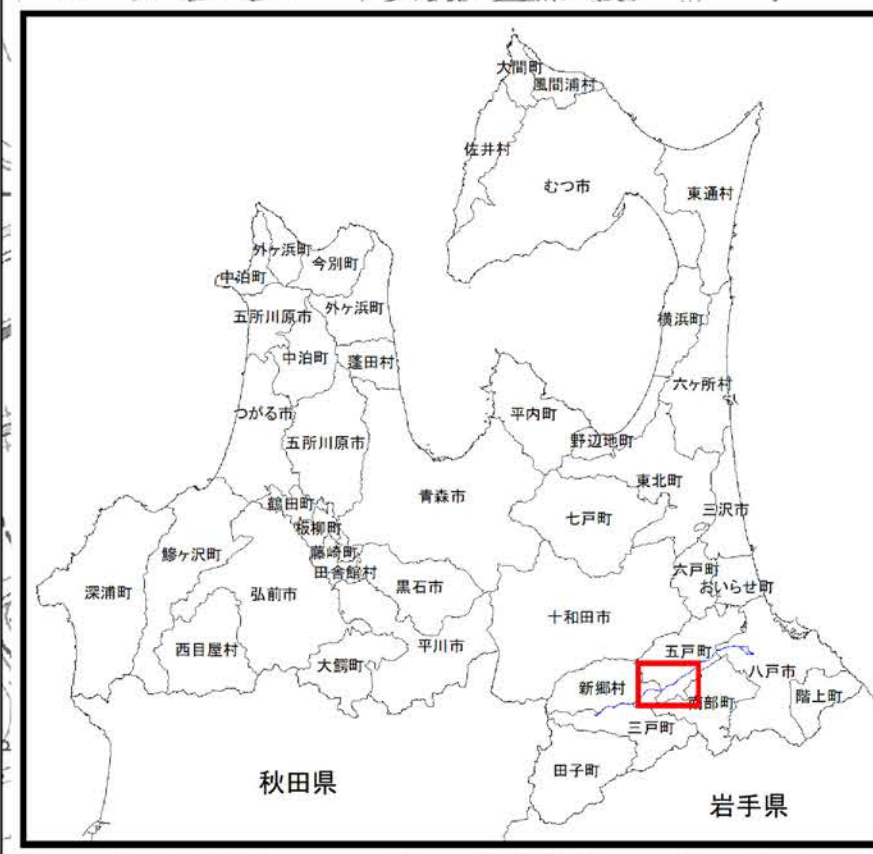 大間町
風間浦村
佐井村
むつ市
東通村
外ヶ浜町
今別町
中泊町
五所川原市
外ヶ浜町
横浜町
中泊町
蓬田村
六ヶ所村
つがる市
平内町
五所川原市
野辺地町
東北町
青森市
鶴田町
七戸町
三沢市
板柳町
藤崎町
鰺ヶ沢町
田舎館村
六戸町
深浦町
弘前市
黒石市
おいらせ町
十和田市
西目屋村
平川市
五戸町
大鰐町
八戸市
新郷村
階上町
南部町
三戸町
田子町
秋田県
岩手県